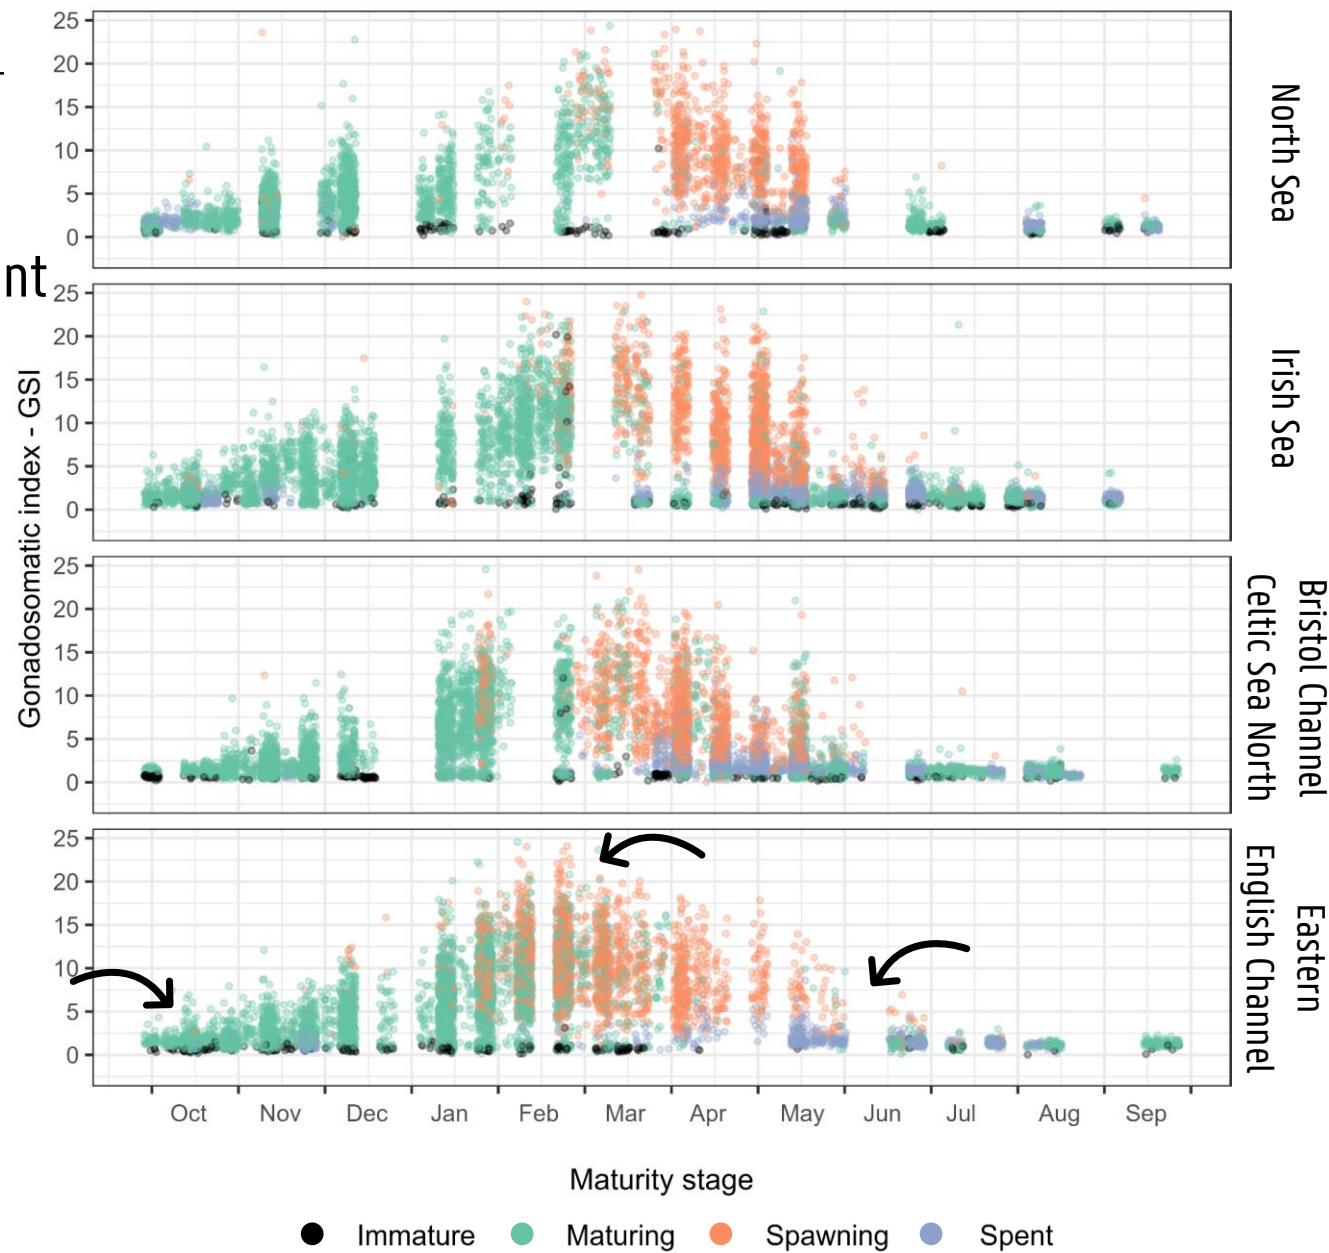 nt
Gonadosomatic index - GSI
25
20
15
10
5
0
North Sea
25
20
15
10
5
0
Irish Sea
25
20
15
10
5
0
Bristol Channel
Celtic Sea North
25
20
15
10
5
0
Eastern
English Channel
Oct Nov Dec Jan Feb Mar Apr May Jun Jul Aug Sep
Maturity stage
Immature Maturing Spawning Spent